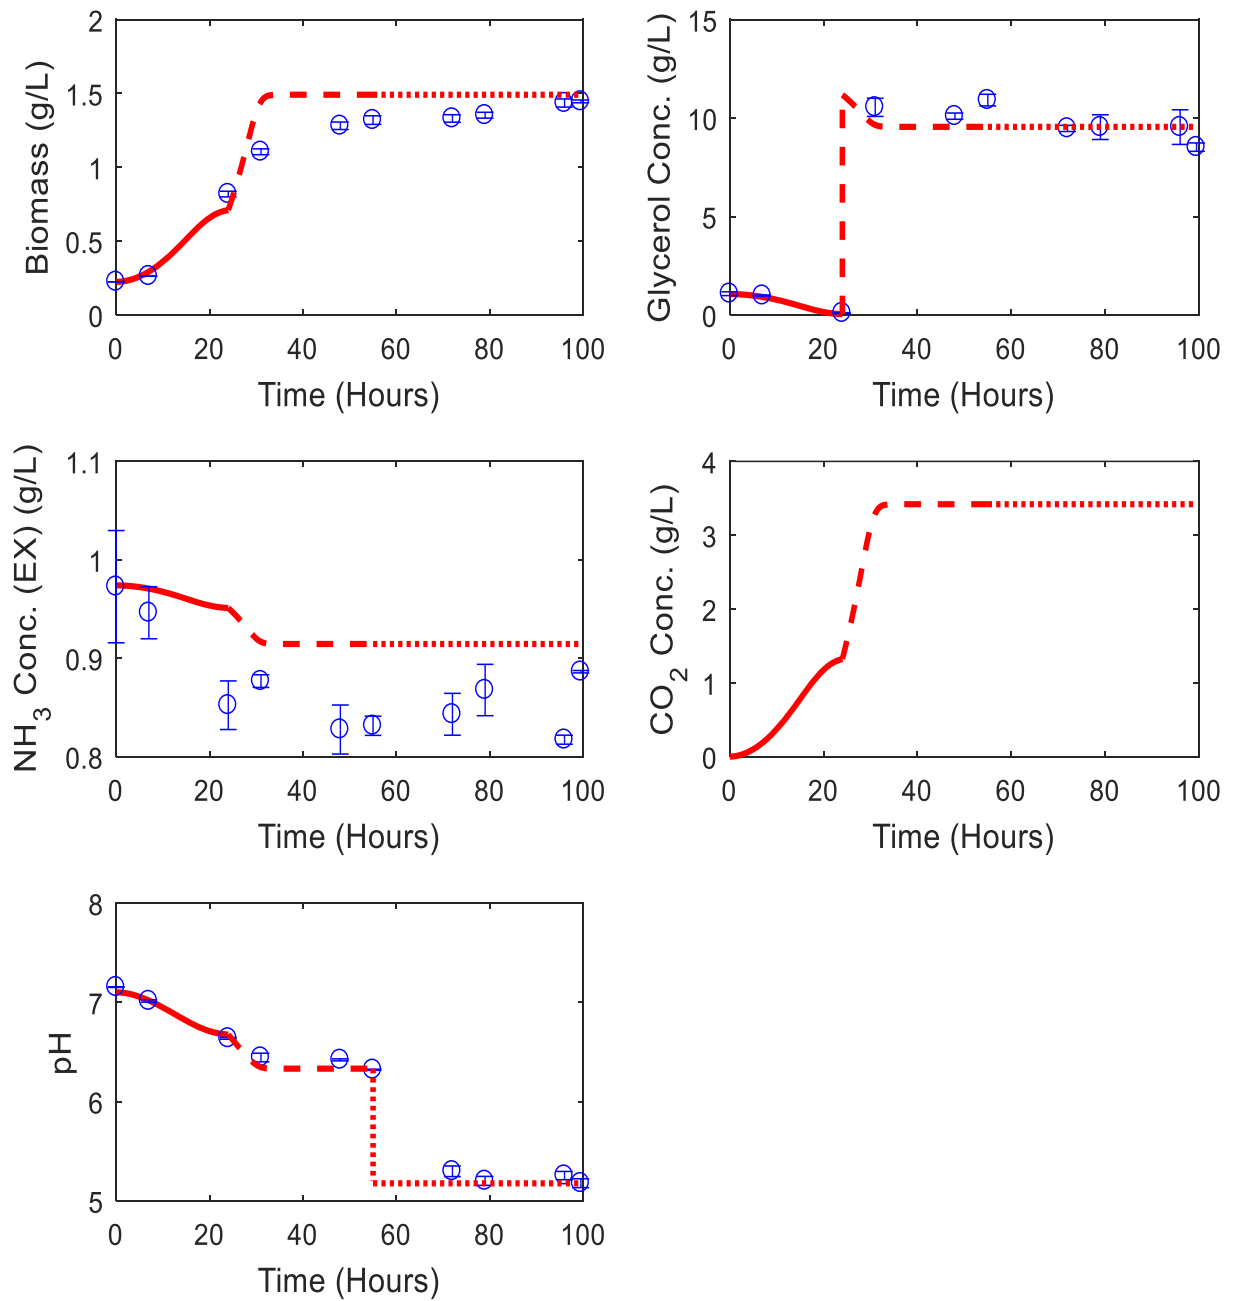 2
1.5
1
0.5
0
0 20 40 60 80 100
Biomass (g/L)
Time (Hours)
15
10
5
0
0 20 40 60 80 100
Glycerol Conc. (g/L)
Time (Hours)
1.1
1
0.9
0.8
0 20 40 60 80 100
NH3 Conc. (EX) (g/L)
Time (Hours)
4
3
2
1
0
0 20 40 60 80 100
CO2 Conc. (g/L)
Time (Hours)
8
7
6
5
0 20 40 60 80 100
pH
Time (Hours)